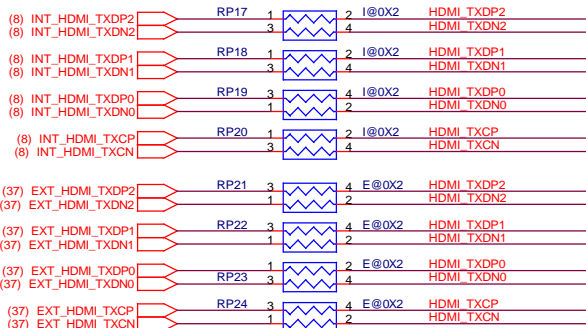 (8) INT_HDMI_TXDP2 RP17 1 2 I@0X2 HDMI_TXDP2
(8) INT_HDMI_TXDN2 3 4 HDMI_TXDN2
(8) INT_HDMI_TXDP1 RP18 1 2 I@0X2 HDMI_TXDP1
(8) INT_HDMI_TXDN1 3 4 HDMI_TXDN1
(8) INT_HDMI_TXDP0 RP19 3 4 I@0X2 HDMI_TXDP0
(8) INT_HDMI_TXDN0 1 2 HDMI_TXDN0
(8) INT_HDMI_TXCP RP20 1 2 I@0X2 HDMI_TXCP
(8) INT_HDMI_TXCN 3 4 HDMI_TXCN
(37) EXT_HDMI_TXDP2 RP21 3 4 E@0X2 HDMI_TXDP2
(37) EXT_HDMI_TXDN2 1 2 HDMI_TXDN2
(37) EXT_HDMI_TXDP1 RP22 3 4 E@0X2 HDMI_TXDP1
(37) EXT_HDMI_TXDN1 1 2 HDMI_TXDN1
(37) EXT_HDMI_TXDP0 1 2 E@0X2 HDMI_TXDP0
(37) EXT_HDMI_TXDN0 RP23 3 4 HDMI_TXDN0
(37) EXT_HDMI_TXCP RP24 3 4 E@0X2 HDMI_TXCP
(37) EXT_HDMI_TXCN 1 2 HDMI_TXCN